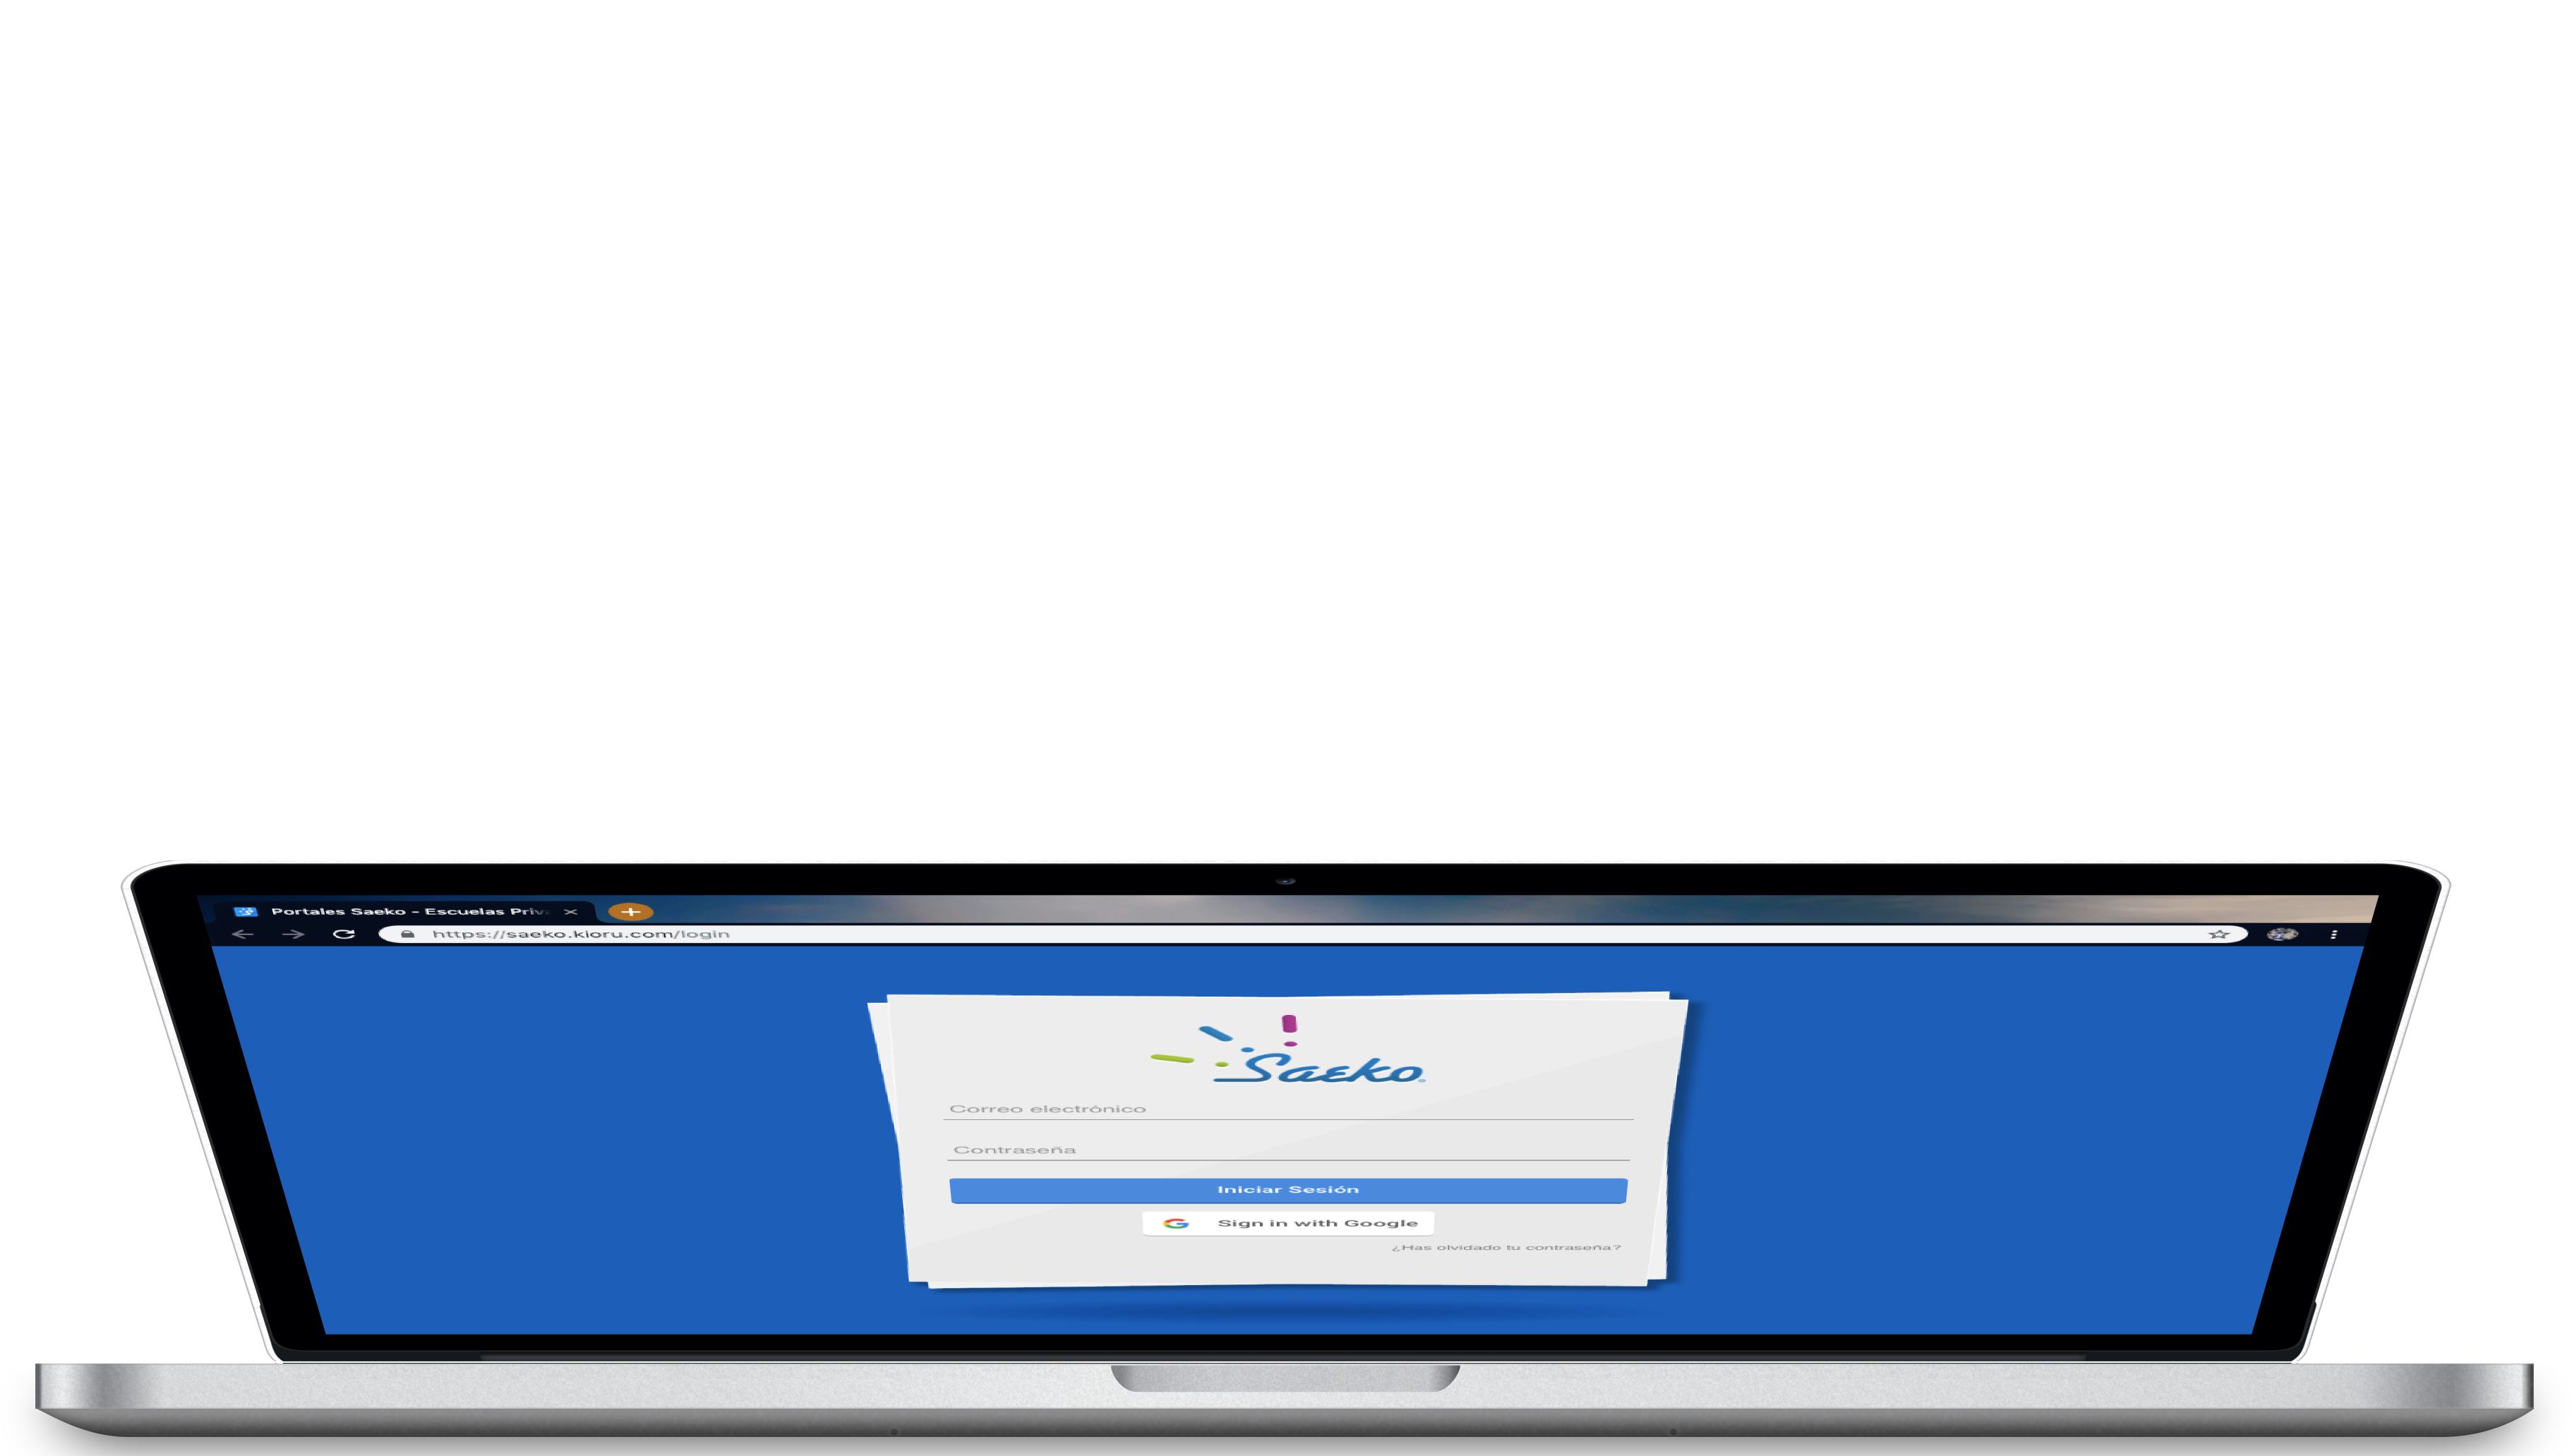 Portales Saeko - Escuelas Priv
https://saeko.kioru.com/login
Saeko
Correo electrónico
Contraseña
Iniciar Sesión
Sign in with Google
¿Has olvidado tu contraseña?